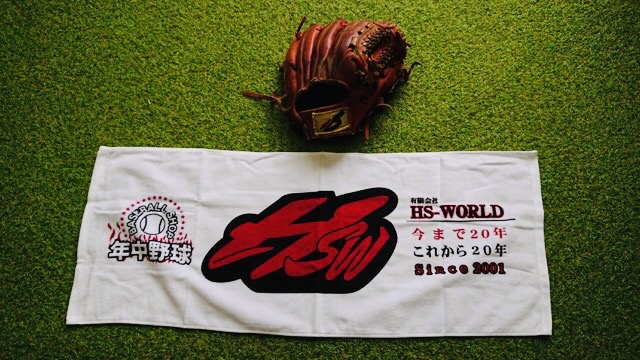 BASEBALL SHOP
年中野球
HSW
有限会社
HS-WORLD
今まで20年
これから20年
Since 2001